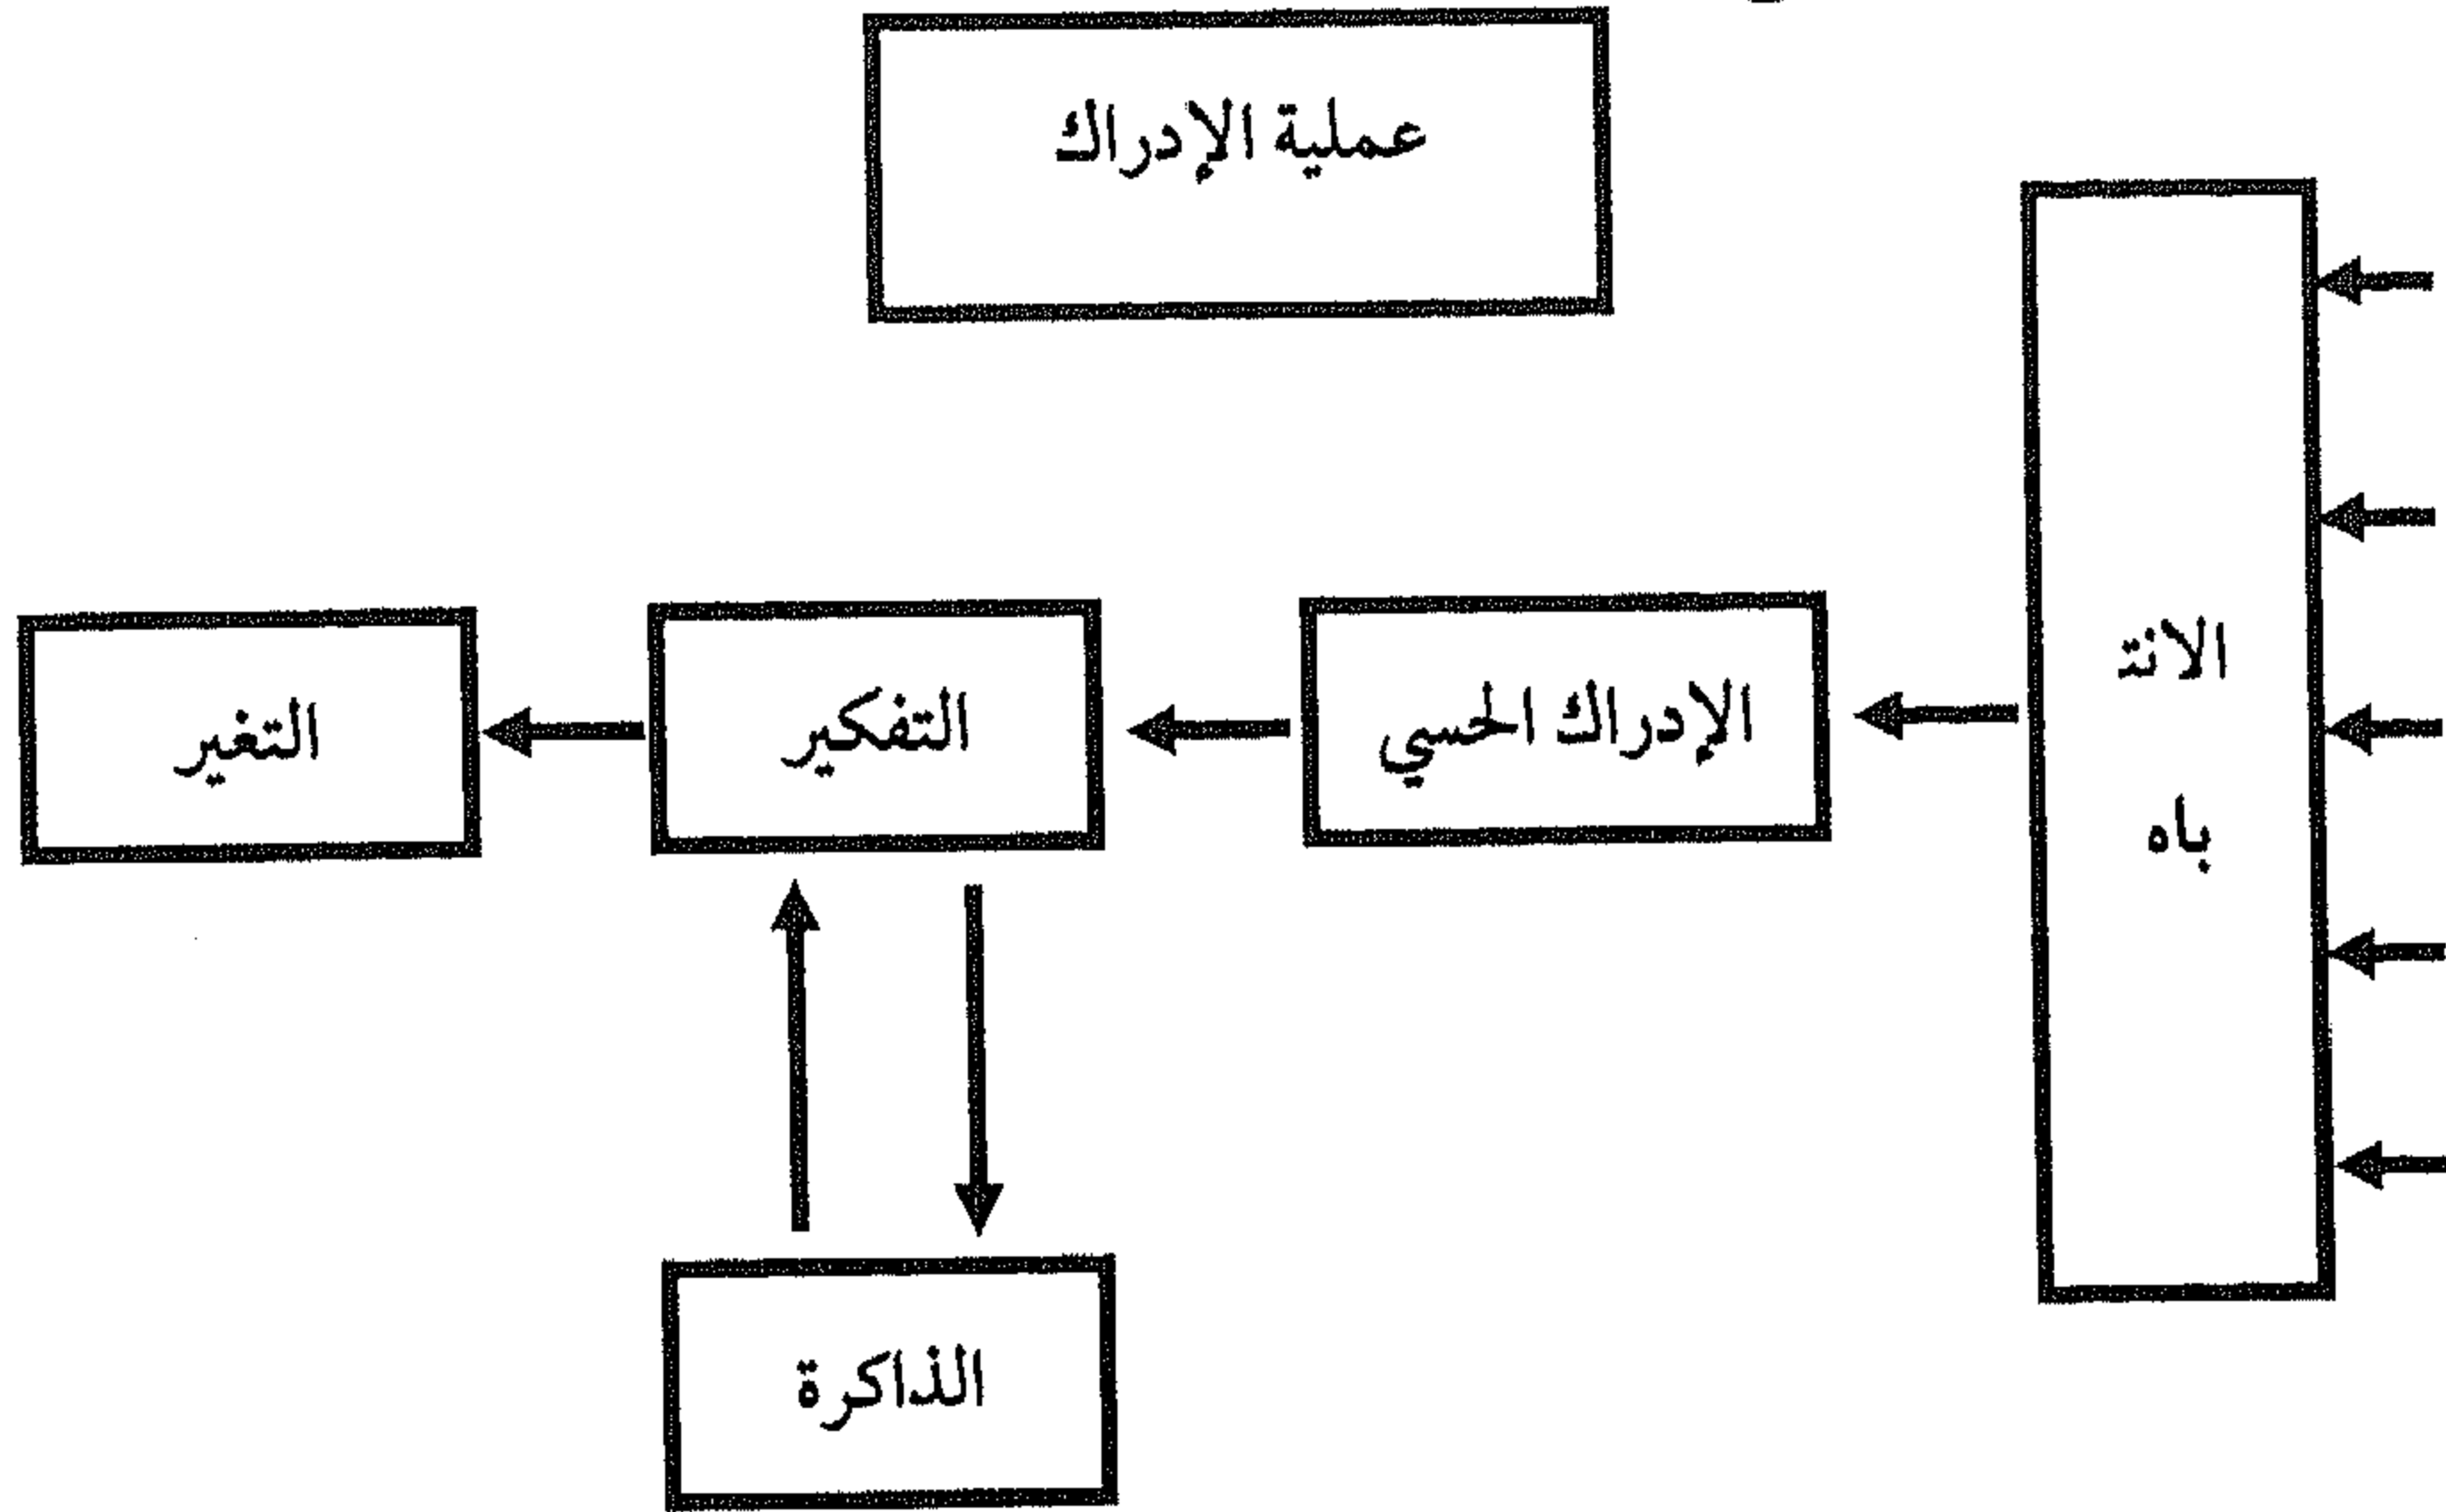 عملية الإدراك
الانت
باه
الإدراك الحسي
التفكير
التغير
الذاكرة